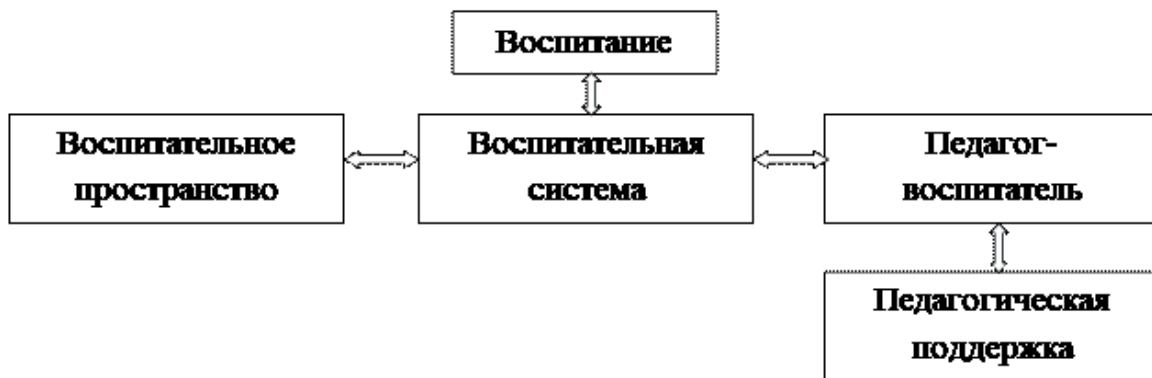 Воспитание
Воспитательное
пространство
Воспитательная
система
Педагог-
воспитатель
Педагогическая
поддержка